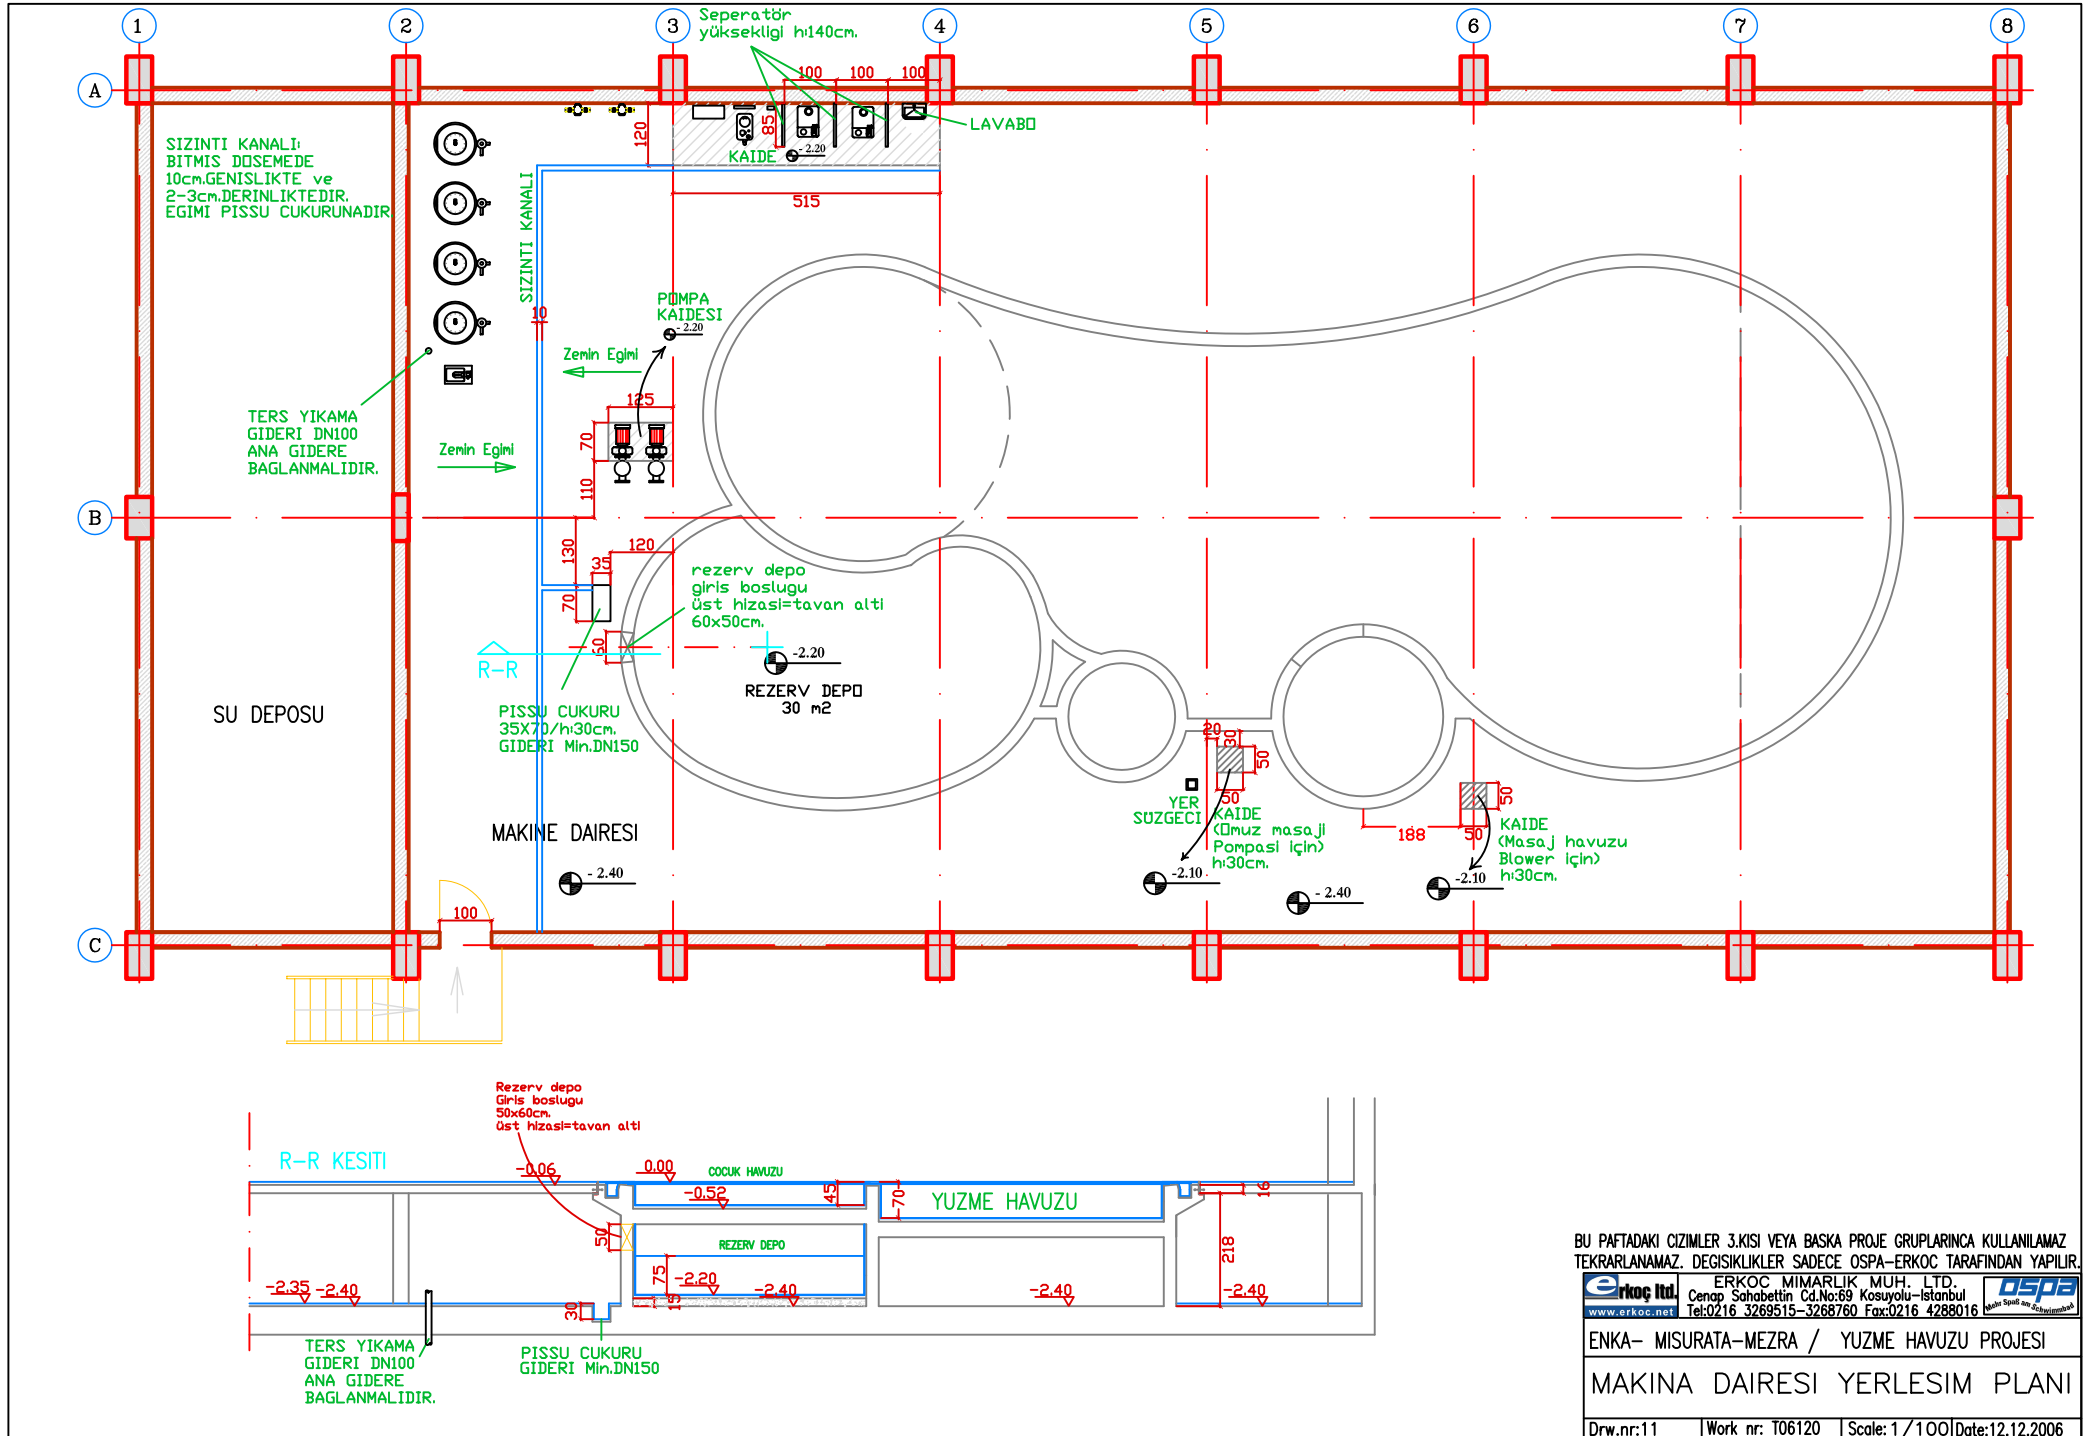 1
2
3
4
5
6
7
8
A
B
C
Seperatör
yüksekligi h:140cm.
100
100
100
120
85
KAIDE
- 2.20
LAVABO
515
SIZINTI KANALI:
BITMIS DOSEMEDE
10cm.GENISLIKTE ve
2-3cm.DERINLIKTEDIR.
EGIMI PISSU CUKURUNADIR.
SIZINTI KANALI
10
POMPA
KAIDESI
- 2.20
Zemin Egimi
125
70
110
TERS YIKAMA
GIDERI DN100
ANA GIDERE
BAGLANMALIDIR.
Zemin Egimi
130
120
35
70
60
rezerv depo
giris boslugu
üst hizasi=tavan alti
60x50cm.
R-R
-2.20
REZERV DEPO
30 m2
PISSU CUKURU
35X70/h:30cm.
GIDERI Min.DN150
SU DEPOSU
MAKINE DAIRESI
- 2.40
100
20
30
50
50
YER
SÜZGECI
KAIDE
(Omuz masaji
Pompasi için)
h:30cm.
-2.10
- 2.40
188
50
50
KAIDE
(Masaj havuzu
Blower için)
h:30cm.
-2.10
Rezerv depo
Giris boslugu
50x60cm.
üst hizasi=tavan alti
R-R KESITI
-0.06
0.00
COCUK HAVUZU
-0.52
45
70
YUZME HAVUZU
16
50
REZERV DEPO
75
-2.20
-2.40
15
218
-2.35
-2.40
30
-2.40
-2.40
TERS YIKAMA
GIDERI DN100
ANA GIDERE
BAGLANMALIDIR.
PISSU CUKURU
GIDERI Min.DN150
BU PAFTADAKI CIZIMLER 3.KISI VEYA BASKA PROJE GRUPLARINCA KULLANILAMAZ
TEKRARLANAMAZ. DEGISIKLIKLER SADECE OSPA-ERKOC TARAFINDAN YAPILIR.
erkoç ltd.
www.erkoc.net
ERKOC MIMARLIK MUH. LTD.
Cenap Sahabettin Cd.No:69 Kosuyolu-Istanbul
Tel:0216 3269515-3268760 Fax:0216 4288016
ospa
Mehr Spaß am Schwimmbad
ENKA- MISURATA-MEZRA / YUZME HAVUZU PROJESI
MAKINA DAIRESI YERLESIM PLANI
Drw.nr:11
Work nr: T06120
Scale: 1/100
Date:12.12.2006